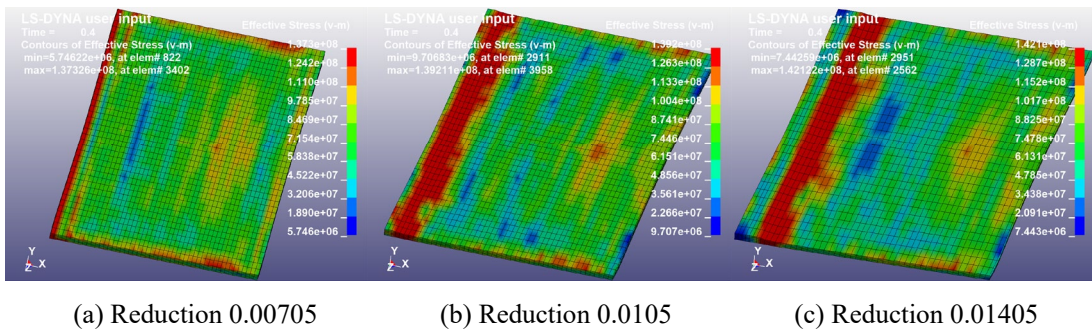 LS-DYNA user input
Time = 0.4
Contours of Effective Stress (v-m)
min=5.74622e+06, at elem# 822
max=1.37326e+08, at elem# 3402
Effective Stress (v-m)
1.373e+08
1.242e+08
1.110e+08
9.785e+07
8.469e+07
7.154e+07
5.838e+07
4.522e+07
3.206e+07
1.890e+07
5.746e+06
Y
Z X
(a) Reduction 0.00705
LS-DYNA user input
Time = 0.4
Contours of Effective Stress (v-m)
min=9.70683e+06, at elem# 2911
max=1.39211e+08, at elem# 3958
Effective Stress (v-m)
1.392e+08
1.263e+08
1.133e+08
1.004e+08
8.741e+07
7.446e+07
6.151e+07
4.856e+07
3.561e+07
2.266e+07
9.707e+06
Y
Z X
(b) Reduction 0.0105
LS-DYNA user input
Time = 0.4
Contours of Effective Stress (v-m)
min=7.44259e+06, at elem# 2951
max=1.42122e+08, at elem# 2562
Effective Stress (v-m)
1.421e+08
1.287e+08
1.152e+08
1.017e+08
8.825e+07
7.478e+07
6.131e+07
4.785e+07
3.438e+07
2.091e+07
7.443e+06
Y
Z X
(c) Reduction 0.01405